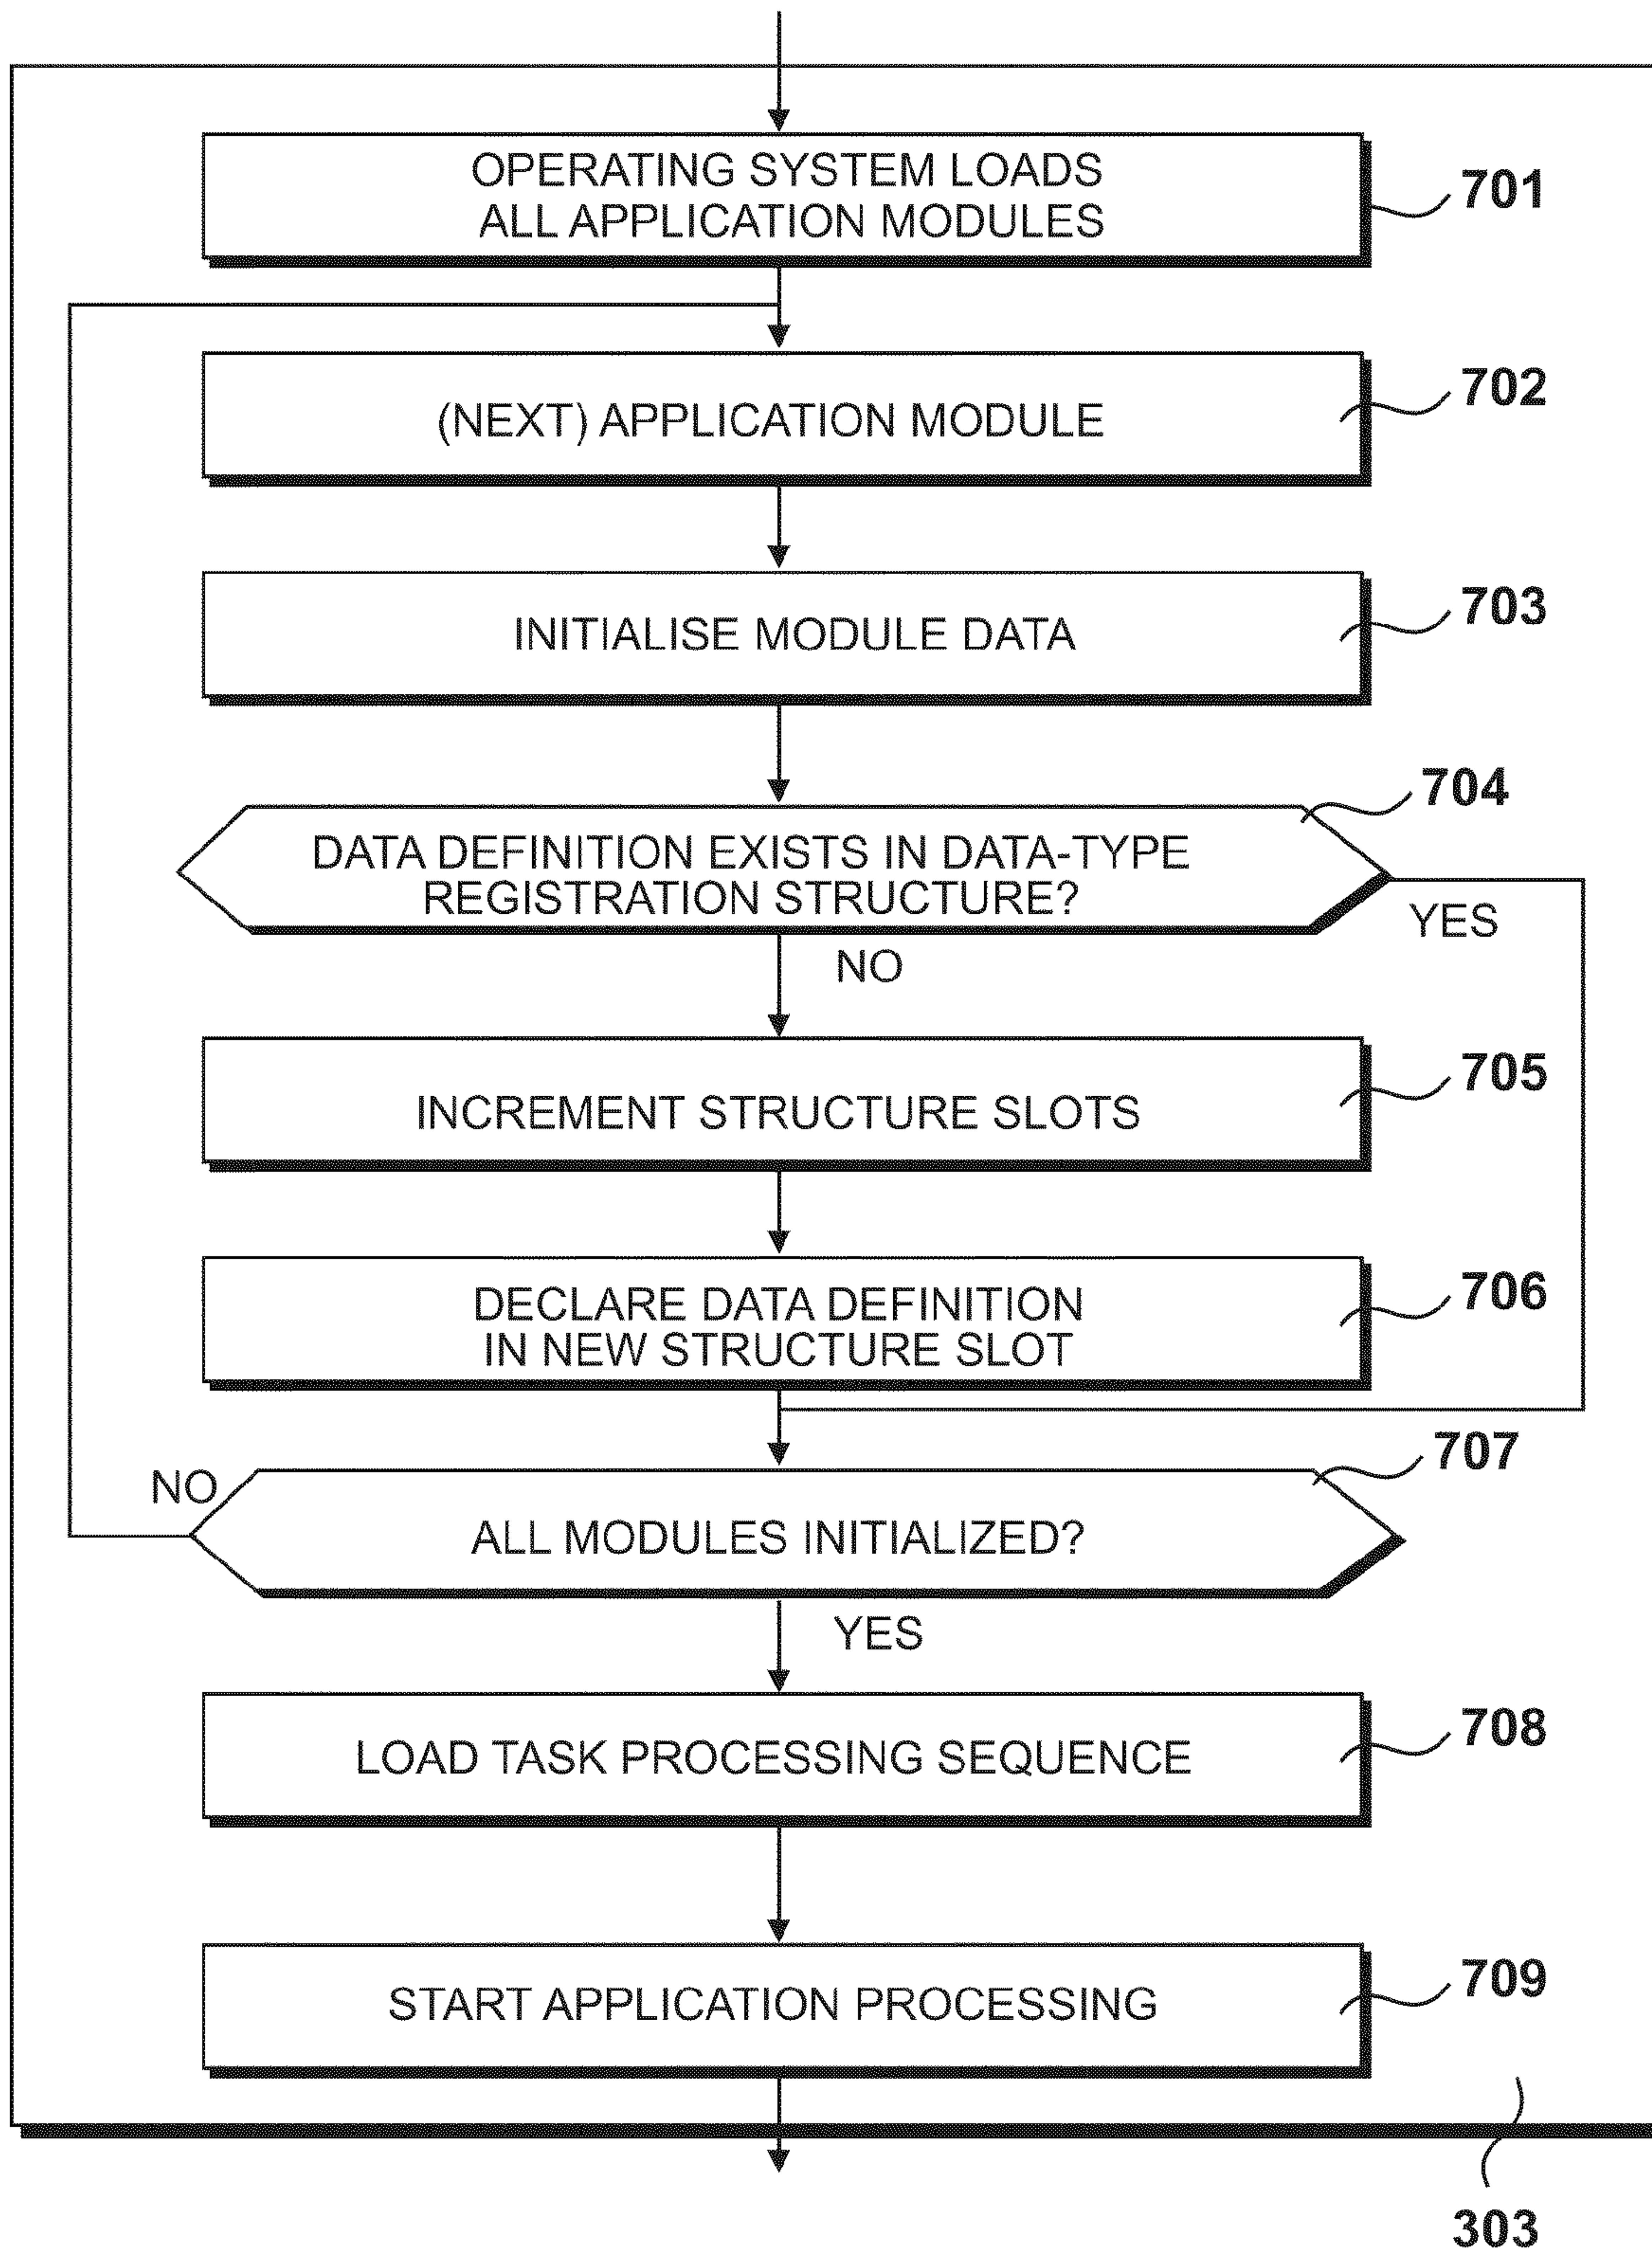 OPERATING SYSTEM LOADS
ALL APPLICATION MODULES
701
(NEXT) APPLICATION MODULE
702
INITIALISE MODULE DATA
703
704
DATA DEFINITION EXISTS IN DATA-TYPE
REGISTRATION STRUCTURE?
YES
NO
INCREMENT STRUCTURE SLOTS
705
DECLARE DATA DEFINITION
IN NEW STRUCTURE SLOT
706
707
NO
ALL MODULES INITIALIZED?
YES
LOAD TASK PROCESSING SEQUENCE
708
START APPLICATION PROCESSING
709
303